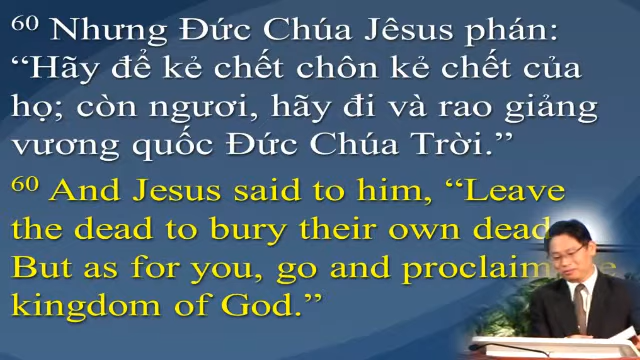 60 Nhưng Đức Chúa Jêsus phán:
“Hãy để kẻ chết chôn kẻ chết của
họ; còn ngươi, hãy đi và rao giảng
vương quốc Đức Chúa Trời.”
60 And Jesus said to him, “Leave
the dead to bury their own dead
But as for you, go and proclaim
kingdom of God.”